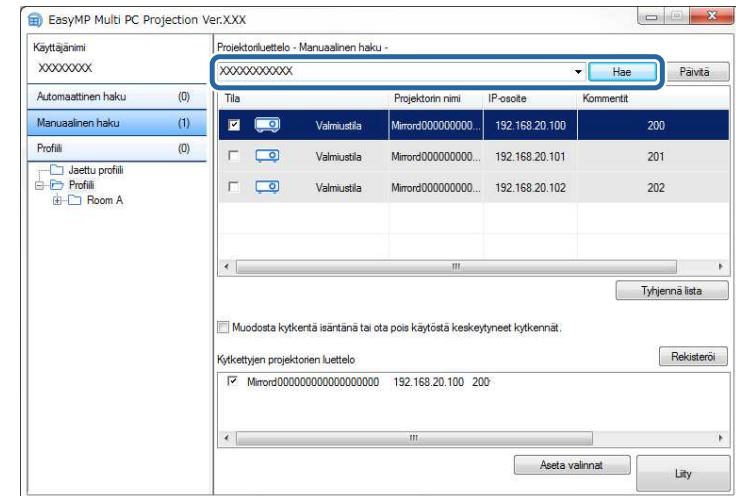 EasyMP Multi PC Projection Ver.X.XX
Käyttäjänimi
XXXXXXXX
Automaattinen haku (0)
Manuaalinen haku (1)
Profiili (0)
Jaettu profiili
Profiili
Room A
Projektoriluettelo - Manuaalinen haku -
XXXXXXXXXXX Hae Päivitä
Tila Projektorin nimi IP-osoite Kommentit
Valmiustila Mirrord000000000... 192.168.20.100 200
Valmiustila Mirrord000000000... 192.168.20.101 201
Valmiustila Mirrord000000000... 192.168.20.102 202
Tyhjennä lista
Muodosta kytkentä isäntänä tai ota pois käytöstä keskeytyneet kytkennät.
Kytkettyjen projektorien luettelo Rekisteröi
Mirrord000000000000000000 192.168.20.100 200
Aseta valinnat Liity